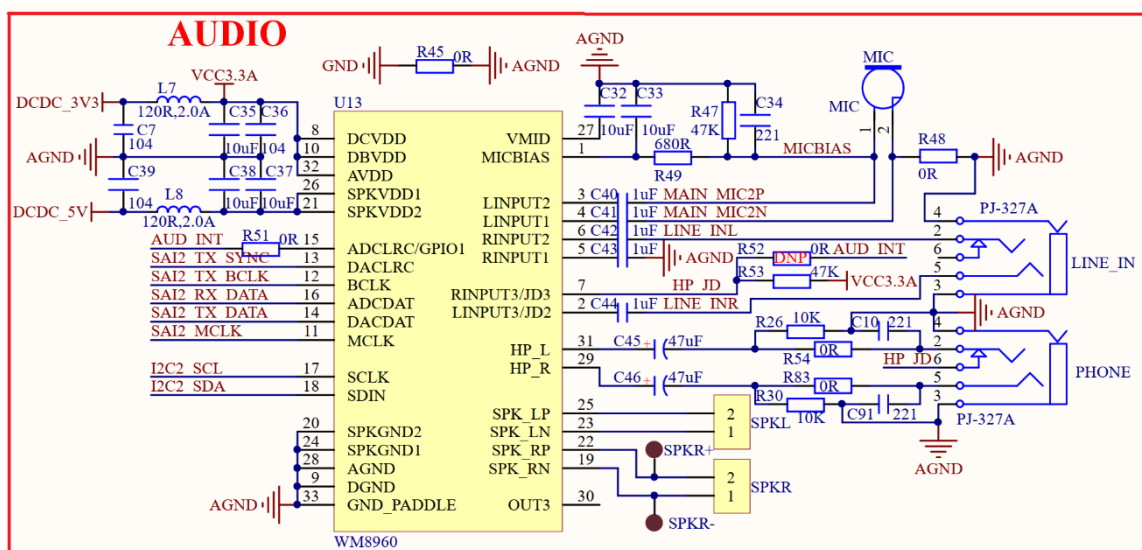 AUDIO
R45
0R
GND
AGND
AGND
MIC
MIC
VCC3.3A
L7
DCDC_3V3
120R,2.0A
C35
C36
C7
104
10uF
104
AGND
C39
104
C38
C37
10uF
10uF
L8
DCDC_5V
120R,2.0A
U13
8 DCVDD
10 DBVDD
32 AVDD
26 SPKVDD1
21 SPKVDD2
AUD_INT R51 0R 15 ADCLRC/GPIO1
SAI2_TX_SYNC 13 DACLRC
SAI2_TX_BCLK 12 BCLK
SAI2_RX_DATA 16 ADCDAT
SAI2_TX_DATA 14 DACDAT
SAI2_MCLK 11 MCLK
I2C2_SCL 17 SCLK
I2C2_SDA 18 SDIN
20 SPKGND2
24 SPKGND1
28 AGND
9 DGND
33 GND_PADDLE
AGND
WM8960
C32
10uF
C33
10uF
R47
47K
C34
221
VMID 27
MICBIAS 1
680R
R49
MICBIAS
1
2
R48
0R
AGND
LINPUT2 3 C40 1uF MAIN_MIC2P
LINPUT1 4 C41 1uF MAIN_MIC2N
RINPUT2 6 C42 1uF LINE_INL
RINPUT1 5 C43 1uF
AGND
R52 DNP 0R AUD_INT
R53 47K VCC3.3A
RINPUT3/JD3 7 HP_JD
LINPUT3/JD2 2 C44 1uF LINE_INR
HP_L 31 C45 + 47uF
HP_R 29 C46 + 47uF
R26 10K C10 221
R54 0R
HP_JD
R83 0R
R30 10K C91 221
SPK_LP 25
SPK_LN 23
SPK_RP 22
SPK_RN 19
OUT3 30
2
1
SPKL
SPKR+
2
1
SPKR
SPKR-
PJ-327A
4
2
6
5
3
LINE_IN
AGND
4
2
6
5
3
PHONE
PJ-327A
AGND